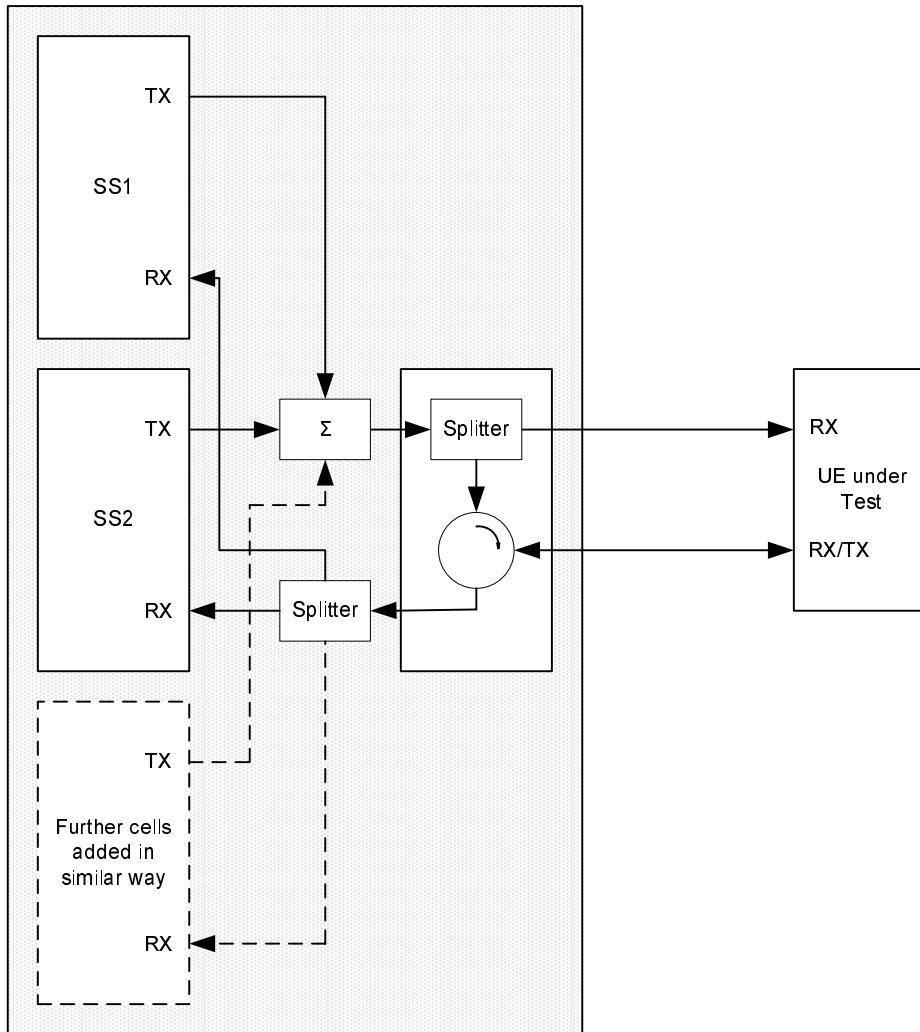 TX
SS1
RX
TX
SS2
RX
Σ
Splitter
Splitter
RX
UE under
Test
RX/TX
TX
Further cells
added in
similar way
RX